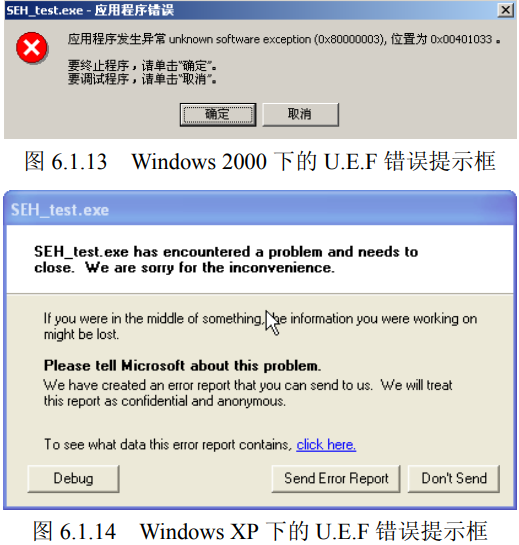 SEH_test.exe - 应用程序错误
应用程序发生异常 unknown software exception (0x80000003), 位置为 0x00401033 。
要终止程序，请单击“确定”。
要调试程序，请单击“取消”。
确定 取消
图 6.1.13 Windows 2000 下的 U.E.F 错误提示框
SEH_test.exe
SEH_test.exe has encountered a problem and needs to
close. We are sorry for the inconvenience.
If you were in the middle of something, the information you were working on
might be lost.
Please tell Microsoft about this problem.
We have created an error report that you can send to us. We will treat
this report as confidential and anonymous.
To see what data this error report contains, click here.
Debug Send Error Report Don't Send
图 6.1.14 Windows XP 下的 U.E.F 错误提示框